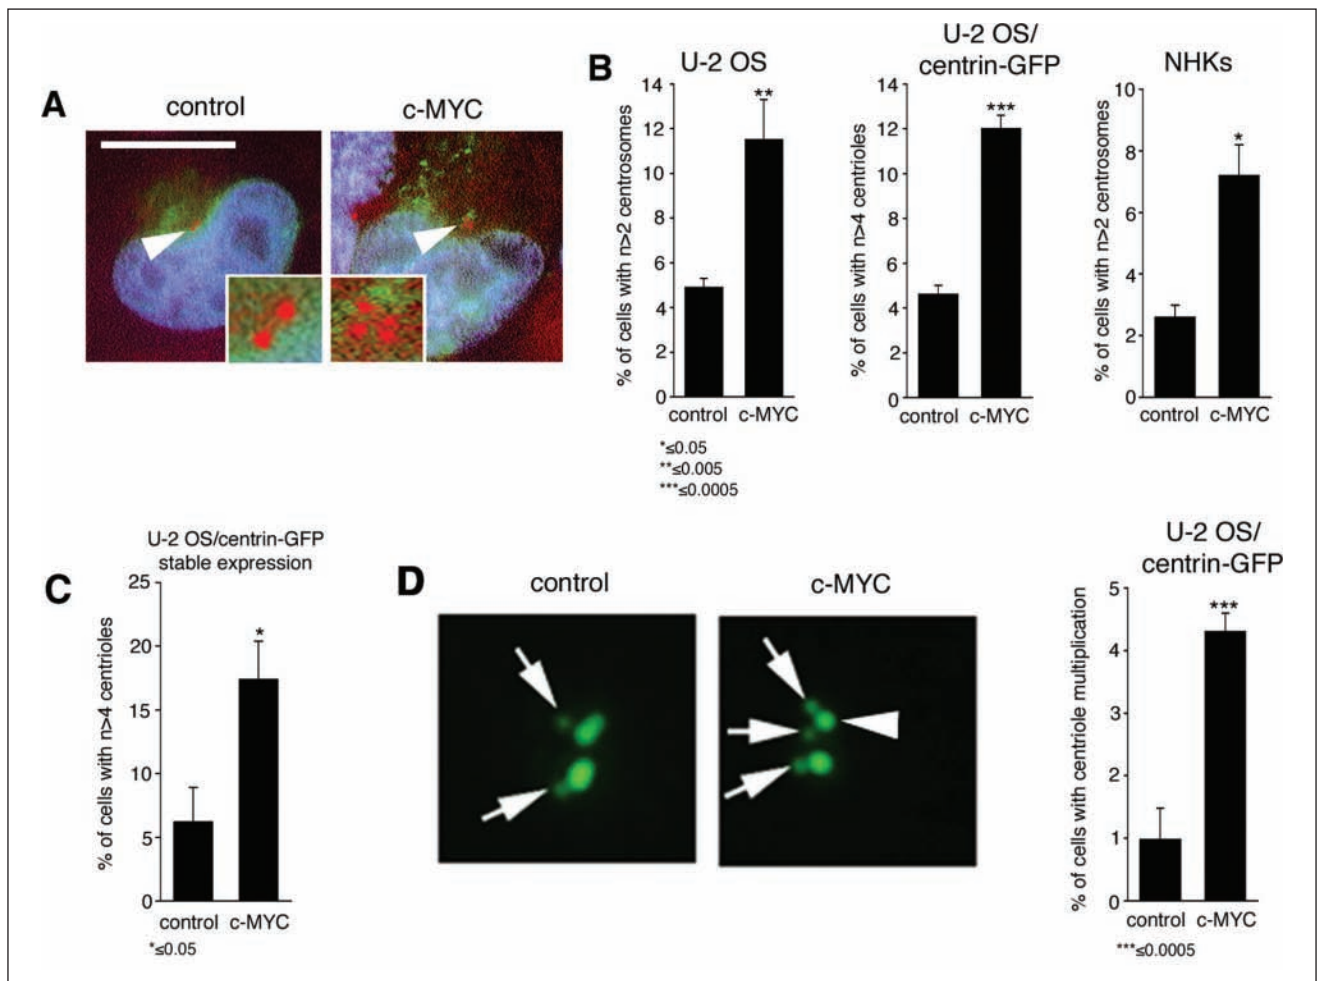 A
control
c-MYC
B
U-2 OS
% of cells with n>2 centrosomes
14
12
10
8
6
4
2
0
**
control c-MYC
*≤0.05
**≤0.005
***≤0.0005
U-2 OS/
centrin-GFP
% of cells with n>4 centrioles
14
12
10
8
6
4
2
0
***
control c-MYC
NHKs
% of cells with n>2 centrosomes
10
8
6
4
2
0
*
control c-MYC
C
U-2 OS/centrin-GFP
stable expression
% of cells with n>4 centrioles
25
20
15
10
5
0
*
control c-MYC
*≤0.05
D
control
c-MYC
U-2 OS/
centrin-GFP
% of cells with centriole multiplication
5
4
3
2
1
0
***
control c-MYC
***≤0.0005